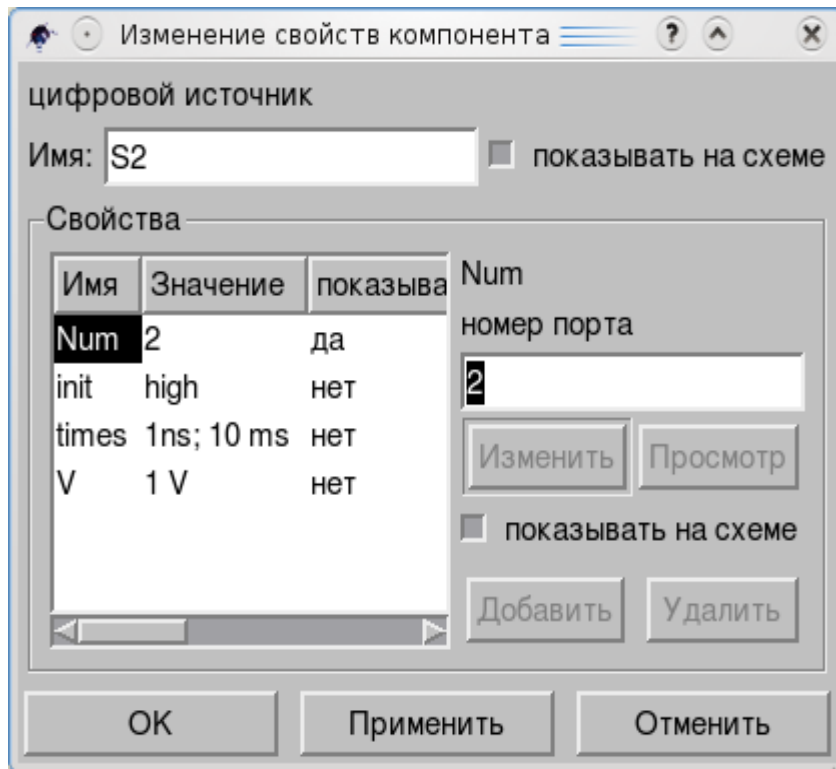 Изменение свойств компонента
цифровой источник
Имя: S2 показывать на схеме
Свойства
Имя Значение показыва
Num 2 да
init high нет
times 1ns; 10 ms нет
V 1 V нет
Num
номер порта
2
Изменить Просмотр
показывать на схеме
Добавить Удалить
OK Применить Отменить